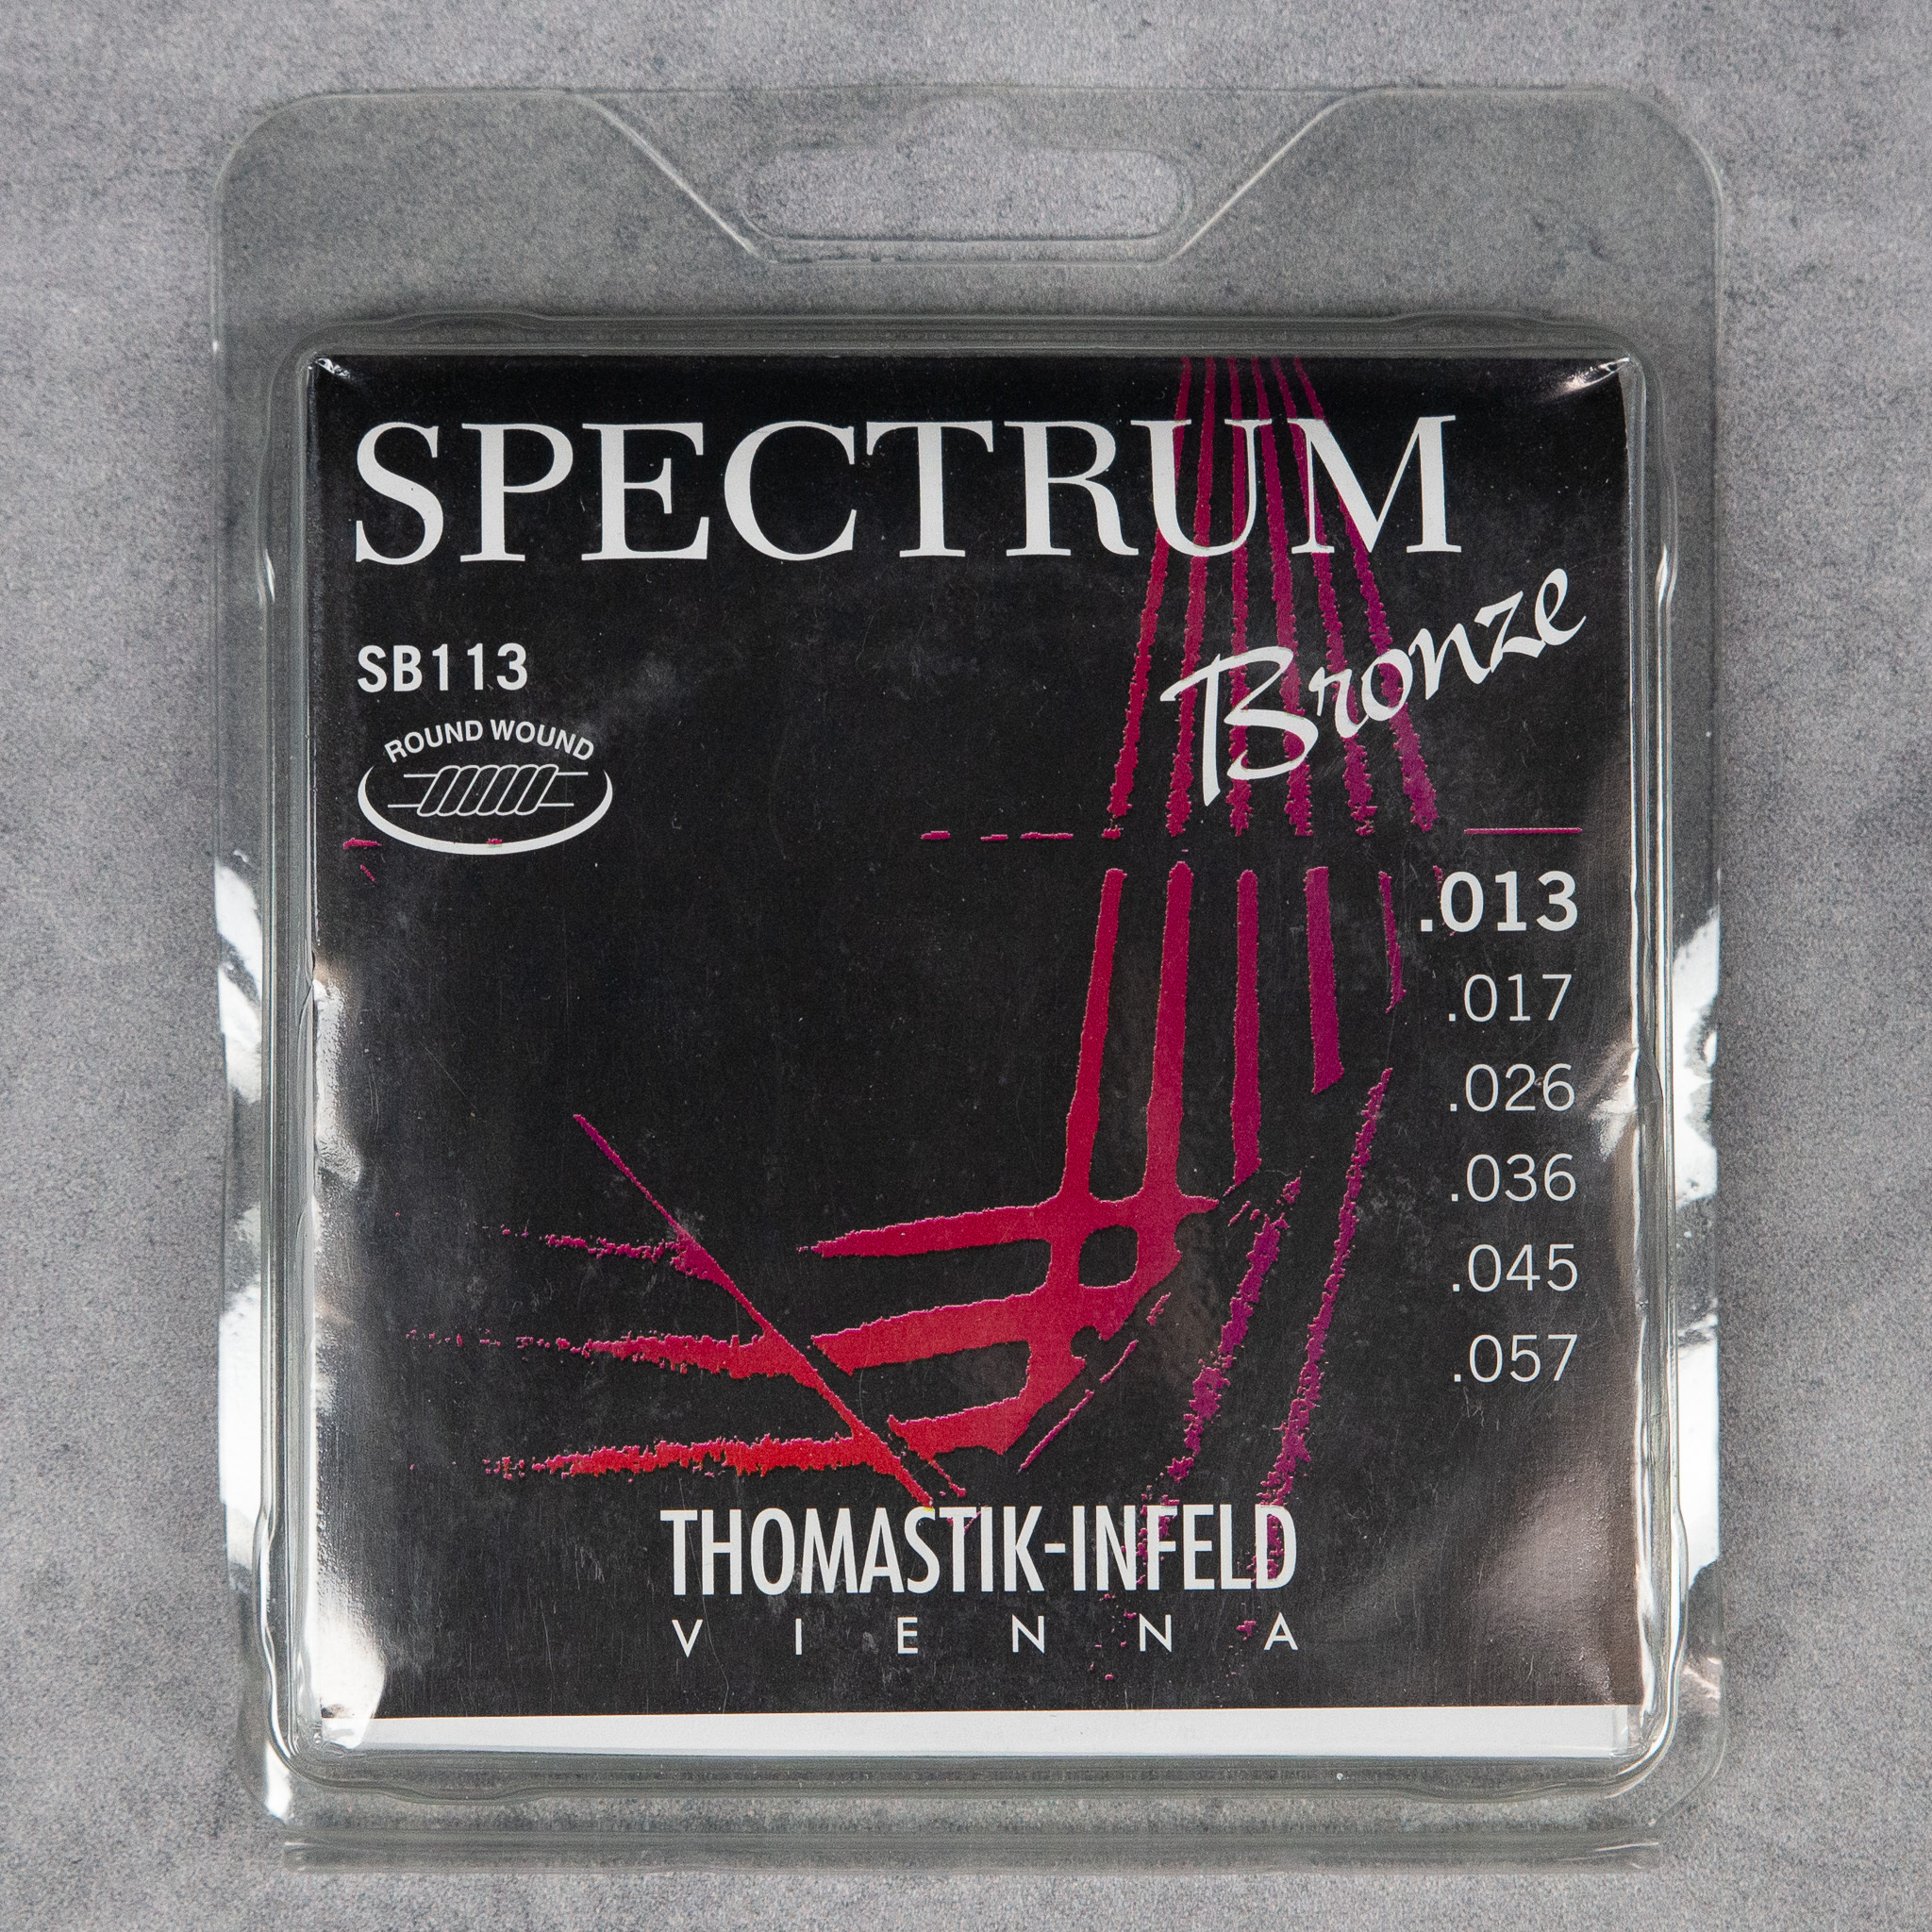 SPECTRUM
Bronze
SB113
ROUND WOUND
.013
.017
.026
.036
.045
.057
THOMASTIK-INFELD
VIENNA